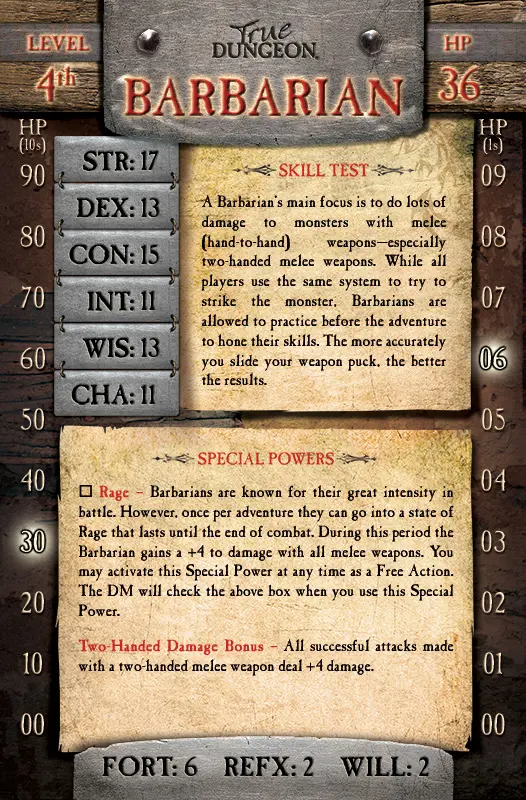 True
DUNGEON.
LEVEL
4th
HP
36
BARBARIAN
HP
(10s)
90
80
70
60
50
40
30
20
10
00
STR: 17
DEX: 13
CON: 15
INT: 11
WIS: 13
CHA: 11
SKILL TEST
A Barbarian's main focus is to do lots of
damage to monsters with melee
(hand-to-hand) weapons—especially
two-handed melee weapons. While all
players use the same system to try to
strike the monster, Barbarians are
allowed to practice before the adventure
to hone their skills. The more accurately
you slide your weapon puck, the better
the results.
HP
(1s)
09
08
07
06
05
04
03
02
01
00
SPECIAL POWERS
☐ Rage – Barbarians are known for their great intensity in
battle. However, once per adventure they can go into a state of
Rage that lasts until the end of combat. During this period the
Barbarian gains a +4 to damage with all melee weapons. You
may activate this Special Power at any time as a Free Action.
The DM will check the above box when you use this Special
Power.
Two-Handed Damage Bonus – All successful attacks made
with a two-handed melee weapon deal +4 damage.
FORT: 6 REFX: 2 WILL: 2